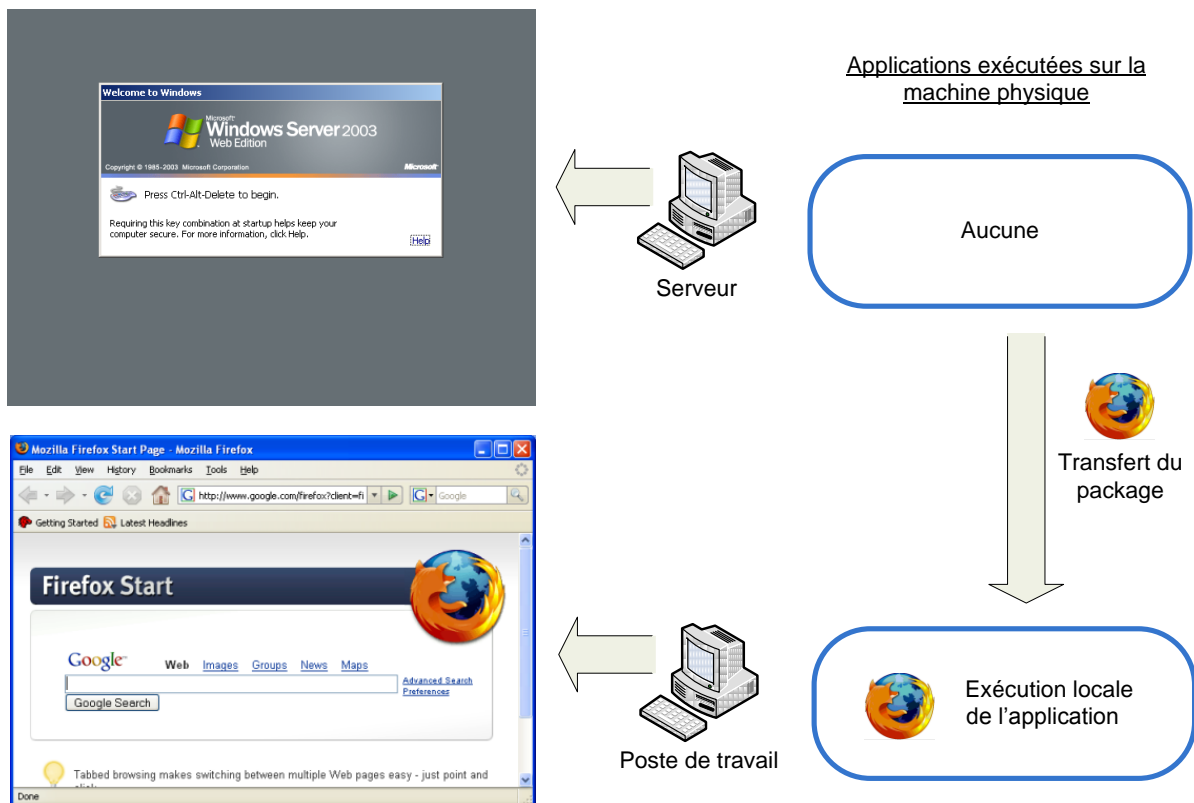 Welcome to Windows
Microsoft
Windows Server 2003
Web Edition
Copyright © 1985-2003 Microsoft Corporation
Microsoft
Press Ctrl-Alt-Delete to begin.
Requiring this key combination at startup helps keep your
computer secure. For more information, click Help.
Help
Serveur
Applications exécutées sur la
machine physique
Aucune
Transfert du
package
Mozilla Firefox Start Page - Mozilla Firefox
File Edit View History Bookmarks Tools Help
G http://www.google.com/firefox?client=fi
G Google
Getting Started Latest Headlines
Firefox Start
Google
Web Images Groups News Maps
Advanced Search
Preferences
Google Search
Tabbed browsing makes switching between multiple Web pages easy - just point and
Done
Poste de travail
Exécution locale
de l’application